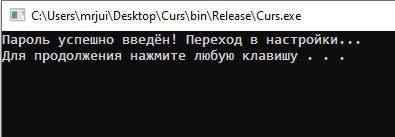 C:\Users\mrjui\Desktop\Curs\bin\Release\Curs.exe
Пароль успешно введён! Переход в настройки...
Для продолжения нажмите любую клавишу . . .